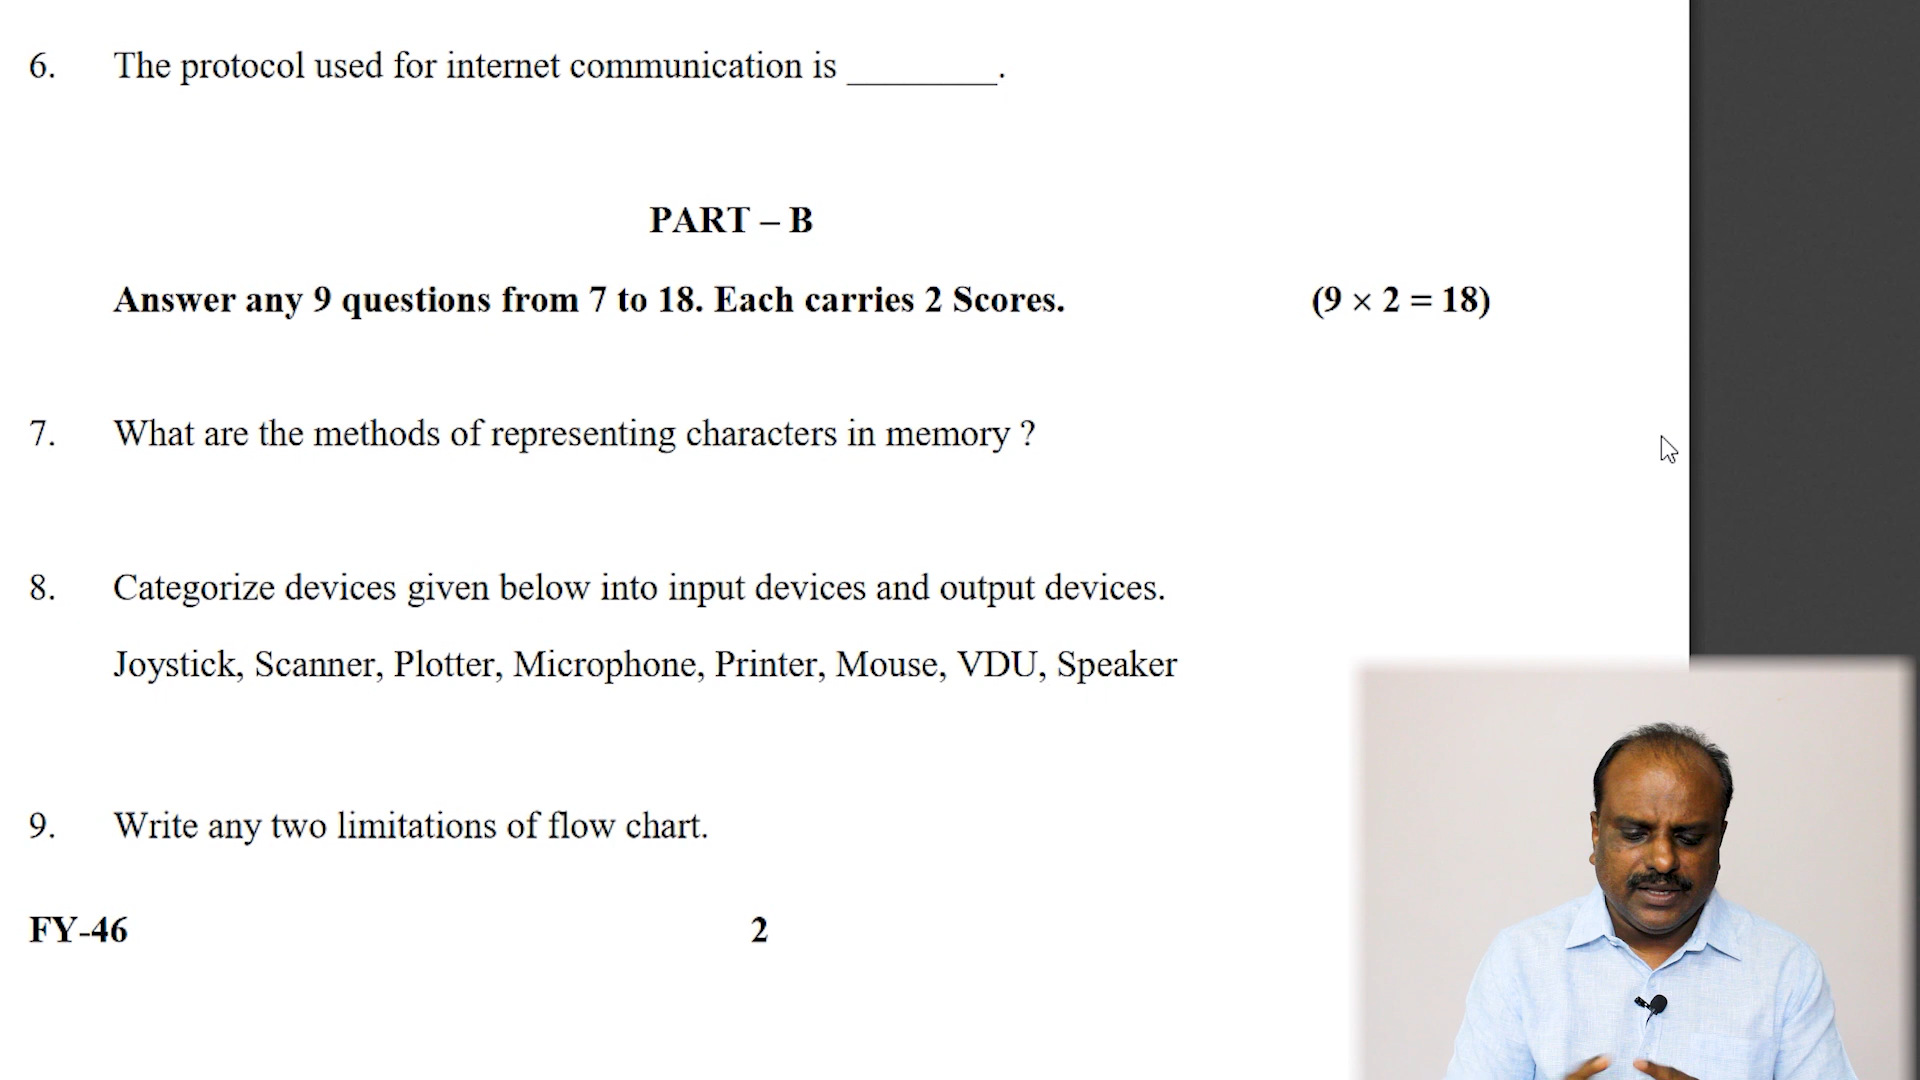 6. The protocol used for internet communication is ________.
PART – B
Answer any 9 questions from 7 to 18. Each carries 2 Scores. (9 × 2 = 18)
7. What are the methods of representing characters in memory ?
8. Categorize devices given below into input devices and output devices.
Joystick, Scanner, Plotter, Microphone, Printer, Mouse, VDU, Speaker
9. Write any two limitations of flow chart.
FY-46 2